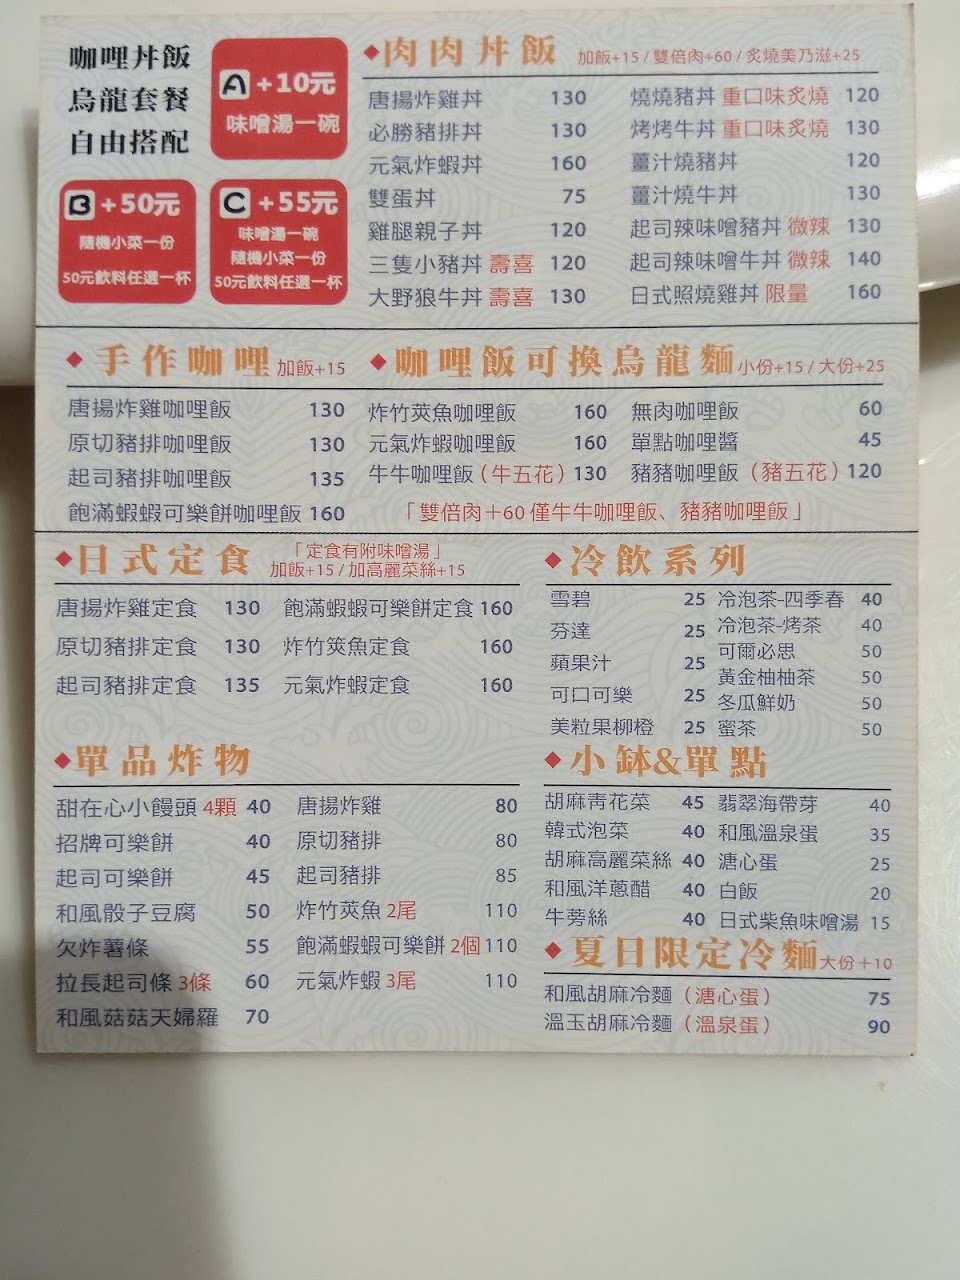 咖哩丼飯
烏龍套餐
自由搭配
A +10元
味噌湯一碗
B +50元
隨機小菜一份
50元飲料任選一杯
C +55元
味噌湯一碗
隨機小菜一份
50元飲料任選一杯
肉肉丼飯 加飯+15 / 雙倍肉+60 / 炙燒美乃滋+25
唐揚炸雞丼 130
必勝豬排丼 130
元氣炸蝦丼 160
雙蛋丼 75
雞腿親子丼 120
三隻小豬丼 壽喜 120
大野狼牛丼 壽喜 130
燒燒豬丼 重口味炙燒 120
烤烤牛丼 重口味炙燒 130
薑汁燒豬丼 120
薑汁燒牛丼 130
起司辣味噌豬丼 微辣 130
起司辣味噌牛丼 微辣 140
日式照燒雞丼 限量 160
手作咖哩 加飯+15
咖哩飯可換烏龍麵 小份+15 / 大份+25
唐揚炸雞咖哩飯 130
原切豬排咖哩飯 130
起司豬排咖哩飯 135
飽滿蝦蝦可樂餅咖哩飯 160
炸竹筴魚咖哩飯 160
元氣炸蝦咖哩飯 160
牛牛咖哩飯（牛五花）130
無肉咖哩飯 60
單點咖哩醬 45
豬豬咖哩飯（豬五花）120
「雙倍肉＋60 僅牛牛咖哩飯、豬豬咖哩飯」
日式定食 「定食有附味噌湯」
加飯+15 / 加高麗菜絲+15
唐揚炸雞定食 130
原切豬排定食 130
起司豬排定食 135
飽滿蝦蝦可樂餅定食 160
炸竹筴魚定食 160
元氣炸蝦定食 160
冷飲系列
雪碧 25
芬達 25
蘋果汁 25
可口可樂 25
美粒果柳橙 25
冷泡茶-四季春 40
冷泡茶-烤茶 40
可爾必思 50
黃金柚柚茶 50
冬瓜鮮奶 50
蜜茶 50
單品炸物
甜在心小饅頭 4顆 40
招牌可樂餅 40
起司可樂餅 45
和風骰子豆腐 50
欠炸薯條 55
拉長起司條 3條 60
和風菇菇天婦羅 70
唐揚炸雞 80
原切豬排 80
起司豬排 85
炸竹筴魚 2尾 110
飽滿蝦蝦可樂餅 2個 110
元氣炸蝦 3尾 110
小缽&單點
胡麻青花菜 45
韓式泡菜 40
胡麻高麗菜絲 40
和風洋蔥醋 40
牛蒡絲 40
翡翠海帶芽 40
和風溫泉蛋 35
溏心蛋 25
白飯 20
日式柴魚味噌湯 15
夏日限定冷麵 大份＋10
和風胡麻冷麵（溏心蛋） 75
溫玉胡麻冷麵（溫泉蛋） 90